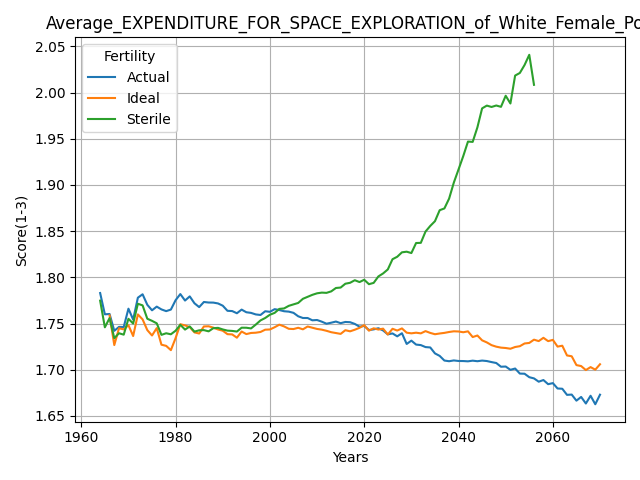 Average_EXPENDITURE_FOR_SPACE_EXPLORATION_of_White_Female_Po
Fertility
Actual
Ideal
Sterile
2.05
2.00
1.95
1.90
1.85
1.80
1.75
1.70
1.65
Score(1-3)
1960
1980
2000
2020
2040
2060
Years